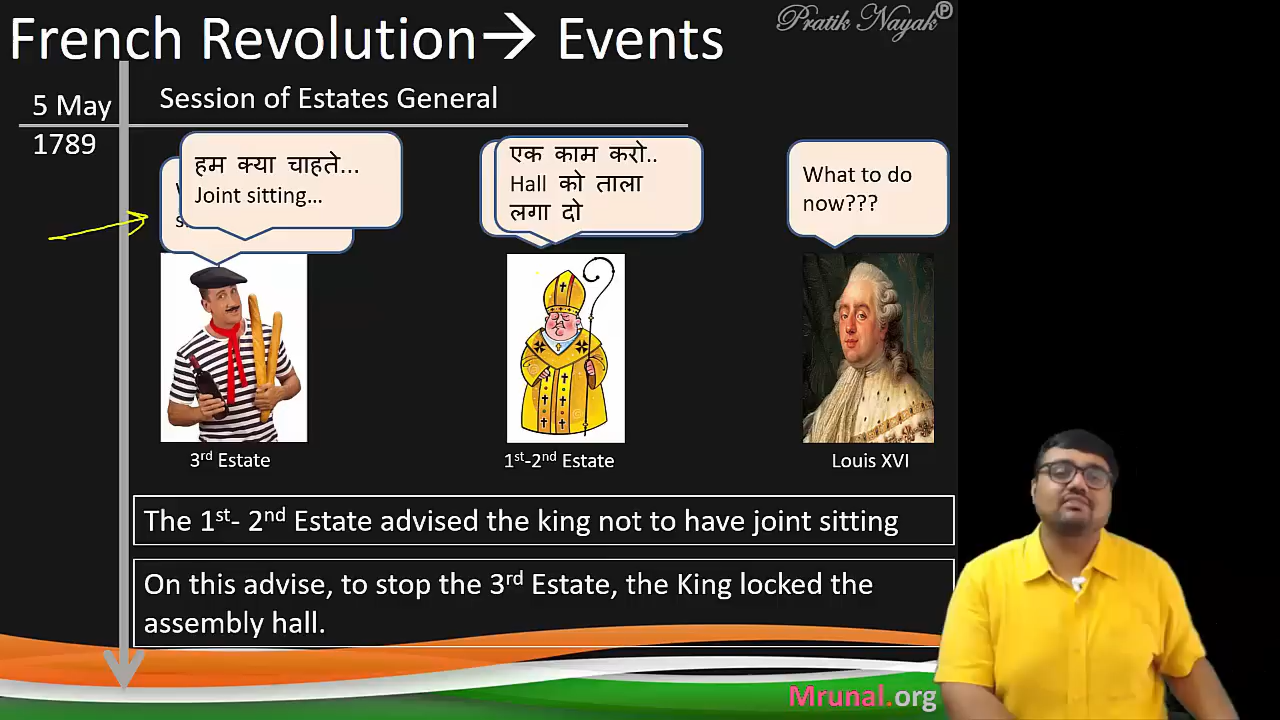 French Revolution→ Events
Pratik Nayak Ⓟ
5 May
1789
Session of Estates General
हम क्या चाहते...
Joint sitting...
एक काम करो..
Hall को ताला
लगा दो
What to do
now???
3rd Estate
1st-2nd Estate
Louis XVI
The 1st- 2nd Estate advised the king not to have joint sitting
On this advise, to stop the 3rd Estate, the King locked the
assembly hall.
Mrunal.org